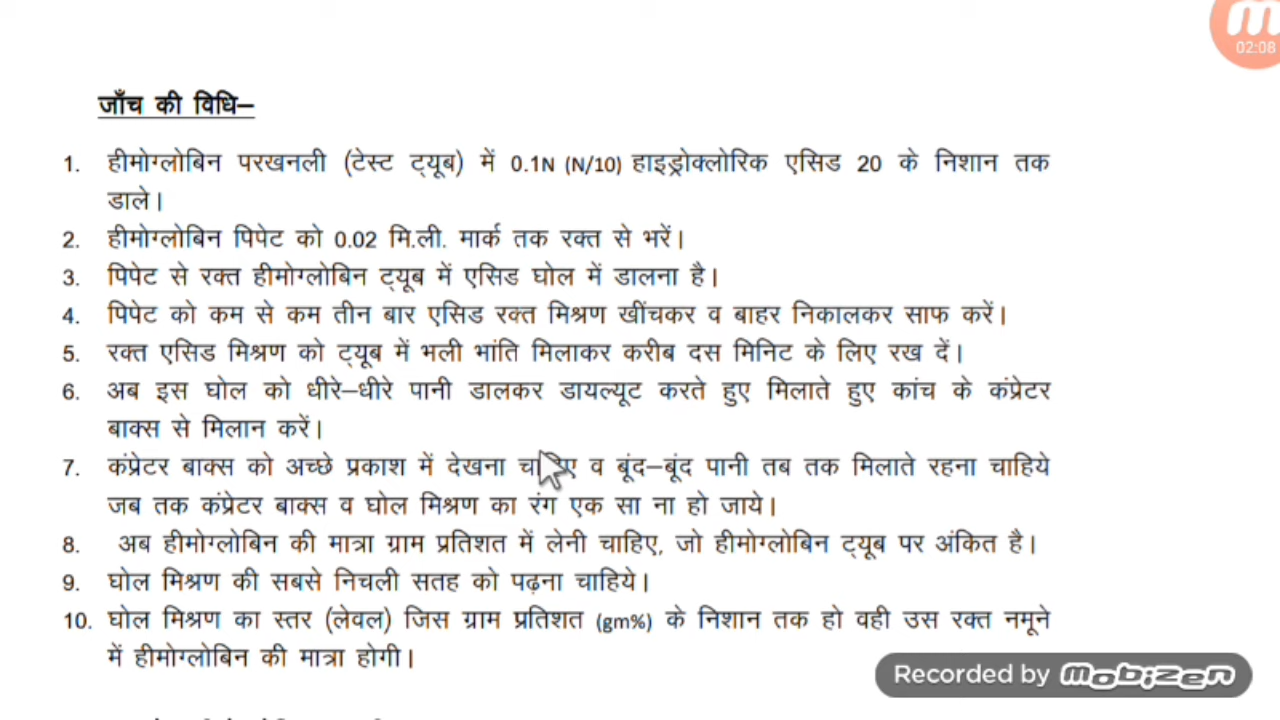 02:08
जाँच की विधि–
1. हीमोग्लोबिन परखनली (टेस्ट ट्यूब) में 0.1N (N/10) हाइड्रोक्लोरिक एसिड 20 के निशान तक
डाले।
2. हीमोग्लोबिन पिपेट को 0.02 मि.ली. मार्क तक रक्त से भरें।
3. पिपेट से रक्त हीमोग्लोबिन ट्यूब में एसिड घोल में डालना है।
4. पिपेट को कम से कम तीन बार एसिड रक्त मिश्रण खींचकर व बाहर निकालकर साफ करें।
5. रक्त एसिड मिश्रण को ट्यूब में भली भांति मिलाकर करीब दस मिनिट के लिए रख दें।
6. अब इस घोल को धीरे–धीरे पानी डालकर डायल्यूट करते हुए मिलाते हुए कांच के कंप्रेटर
बाक्स से मिलान करें।
7. कंप्रेटर बाक्स को अच्छे प्रकाश में देखना चाहिए व बूंद–बूंद पानी तब तक मिलाते रहना चाहिये
जब तक कंप्रेटर बाक्स व घोल मिश्रण का रंग एक सा ना हो जाये।
8. अब हीमोग्लोबिन की मात्रा ग्राम प्रतिशत में लेनी चाहिए, जो हीमोग्लोबिन ट्यूब पर अंकित है।
9. घोल मिश्रण की सबसे निचली सतह को पढ़ना चाहिये।
10. घोल मिश्रण का स्तर (लेवल) जिस ग्राम प्रतिशत (gm%) के निशान तक हो वही उस रक्त नमूने
में हीमोग्लोबिन की मात्रा होगी।
Recorded by mobizen